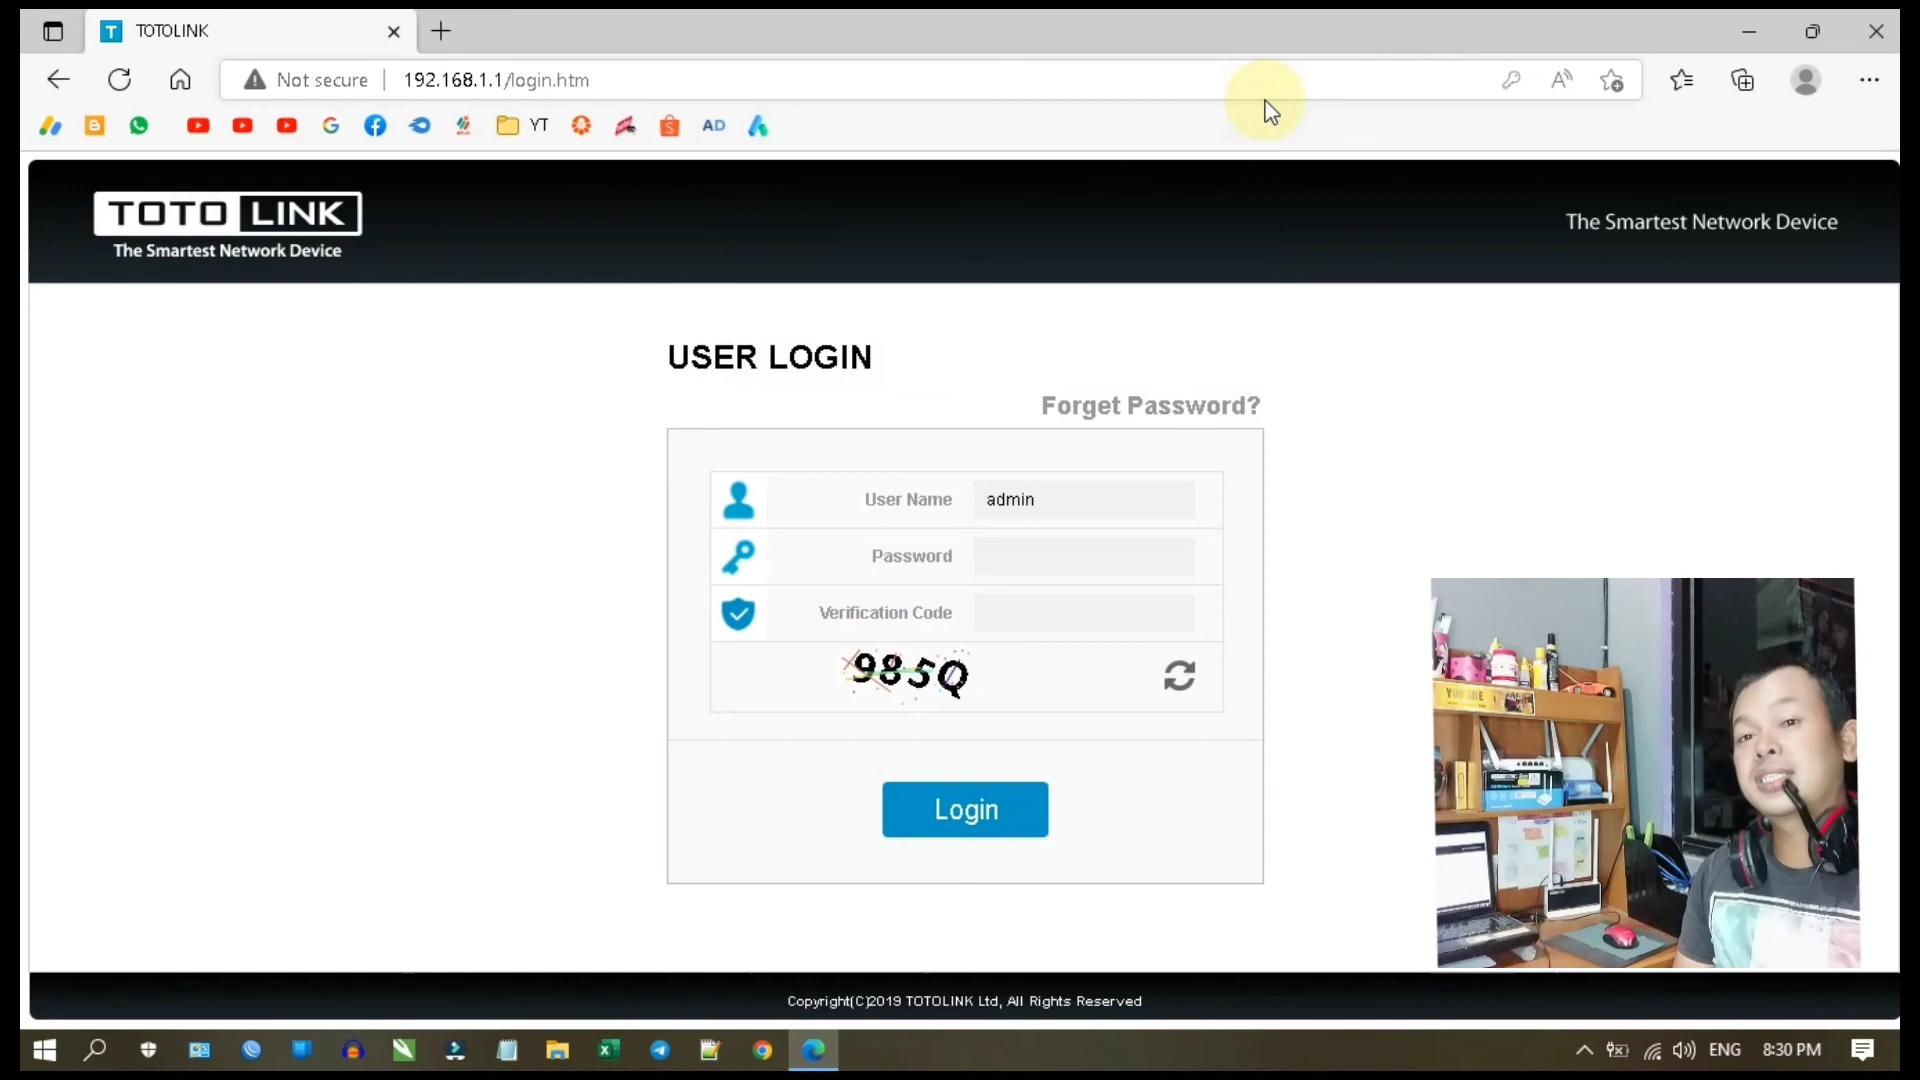 TOTOLINK
Not secure
192.168.1.1/login.htm
YT
AD
TOTO LINK
The Smartest Network Device
The Smartest Network Device
USER LOGIN
Forget Password?
User Name
admin
Password
Verification Code
985Q
Login
Copyright(C)2019 TOTOLINK Ltd, All Rights Reserved
ENG
8:30 PM